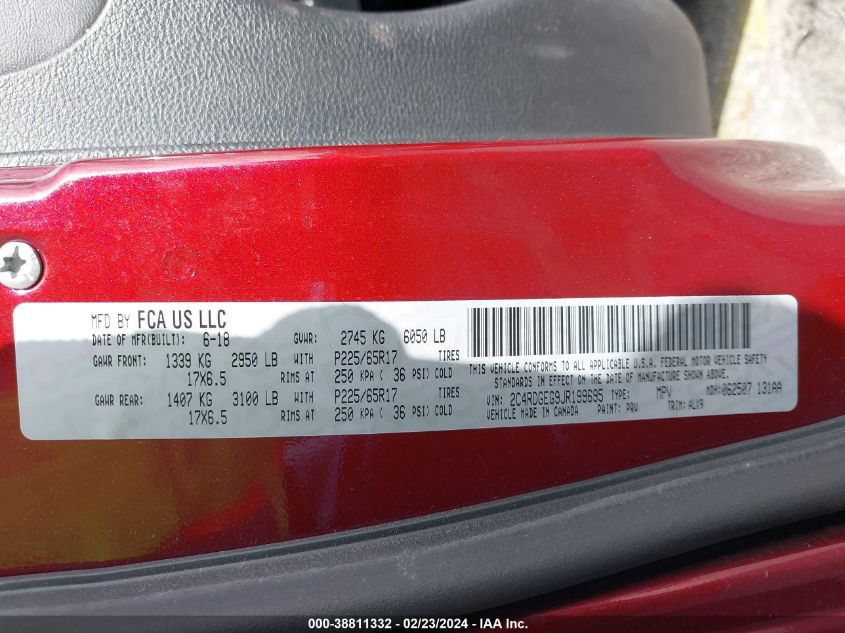 MFD BY FCA US LLC
DATE OF MFR(BUILT): 6-18 GVWR: 2745 KG 6050 LB
GAWR FRONT: 1339 KG 2950 LB WITH P225/65R17 TIRES
17X6.5 RIMS AT 250 KPA ( 36 PSI) COLD
GAWR REAR: 1407 KG 3100 LB WITH P225/65R17 TIRES
17X6.5 RIMS AT 250 KPA ( 36 PSI) COLD
THIS VEHICLE CONFORMS TO ALL APPLICABLE U.S.A. FEDERAL MOTOR VEHICLE SAFETY
STANDARDS IN EFFECT ON THE DATE OF MANUFACTURE SHOWN ABOVE.
VIN: 2C4RDGEG9JR199695 TYPE: MPV MDH: 062507 131AA
VEHICLE MADE IN CANADA PAINT: PRV TRIM: ALX9
000-38811332 - 02/23/2024 - IAA, Inc.